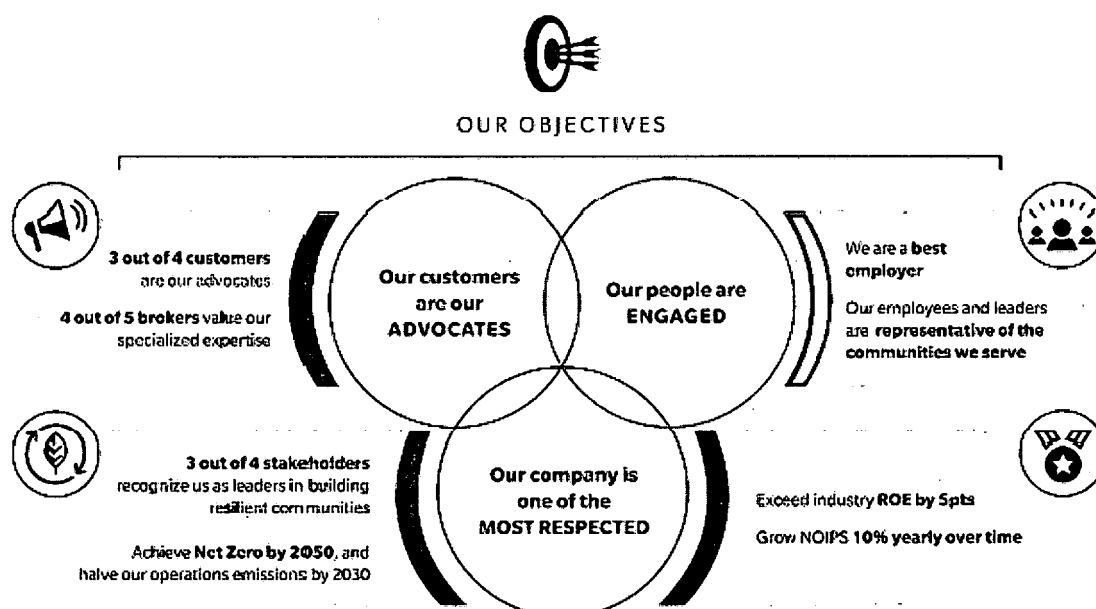 OUR OBJECTIVES
3 out of 4 customers
are our advocates
4 out of 5 brokers value our
specialized expertise
Our customers
are our
ADVOCATES
Our people are
ENGAGED
We are a best
employer
Our employees and leaders
are representative of the
communities we serve
3 out of 4 stakeholders
recognize us as leaders in building
resilient communities
Achieve Net Zero by 2050, and
halve our operations emissions by 2030
Our company is
one of the
MOST RESPECTED
Exceed industry ROE by 5pts
Grow NOIPS 10% yearly over time